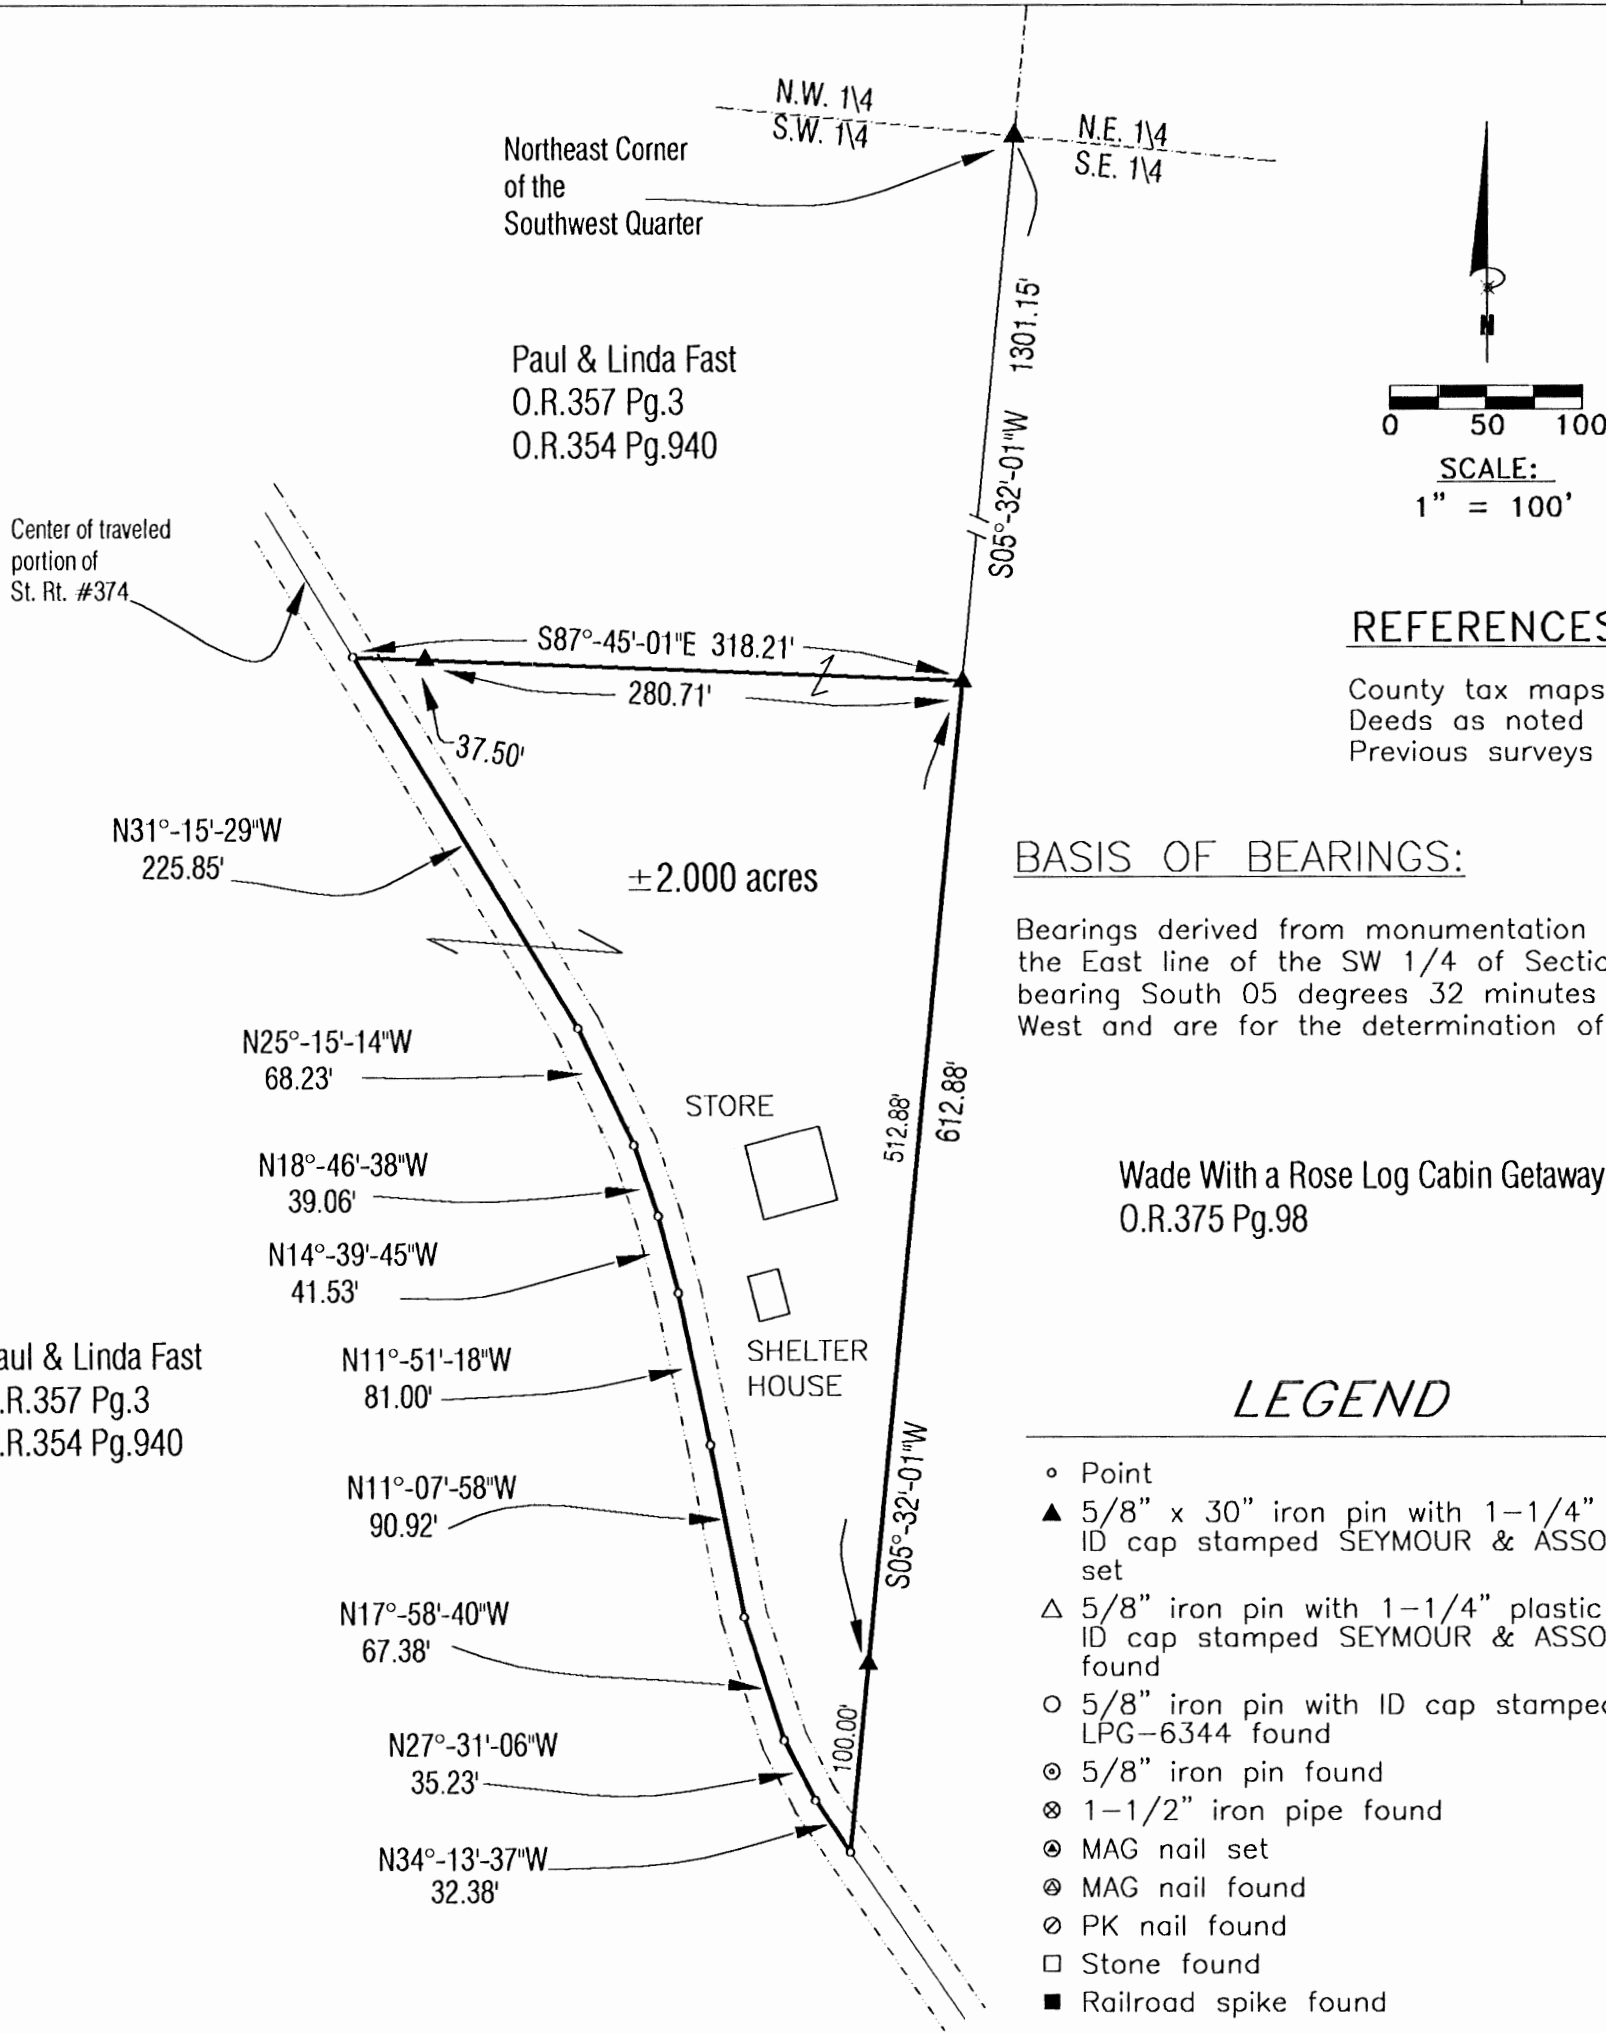 N.W. 1\4
S.W. 1\4
N.E. 1\4
S.E. 1\4
Northeast Corner
of the
Southwest Quarter
1301.15'
S05°-32'-01"W
Paul & Linda Fast
O.R.357 Pg.3
O.R.354 Pg.940
N
0 50 100
SCALE:
1" = 100'
Center of traveled
portion of
St. Rt. #374
S87°-45'-01"E 318.21'
280.71'
37.50'
REFERENCES
County tax maps
Deeds as noted
Previous surveys
N31°-15'-29"W
225.85'
±2.000 acres
BASIS OF BEARINGS:
Bearings derived from monumentation
the East line of the SW 1/4 of Sectio
bearing South 05 degrees 32 minutes
West and are for the determination of
N25°-15'-14"W
68.23'
STORE
512.88'
612.88'
N18°-46'-38"W
39.06'
Wade With a Rose Log Cabin Getaway
O.R.375 Pg.98
N14°-39'-45"W
41.53'
SHELTER
HOUSE
aul & Linda Fast
.R.357 Pg.3
.R.354 Pg.940
N11°-51'-18"W
81.00'
S05°-32'-01"W
N11°-07'-58"W
90.92'
N17°-58'-40"W
67.38'
100.00'
N27°-31'-06"W
35.23'
N34°-13'-37"W
32.38'
LEGEND
Point
5/8" x 30" iron pin with 1-1/4"
ID cap stamped SEYMOUR & ASSO
set
5/8" iron pin with 1-1/4" plastic
ID cap stamped SEYMOUR & ASSO
found
5/8" iron pin with ID cap stamped
LPG-6344 found
5/8" iron pin found
1-1/2" iron pipe found
MAG nail set
MAG nail found
PK nail found
Stone found
Railroad spike found